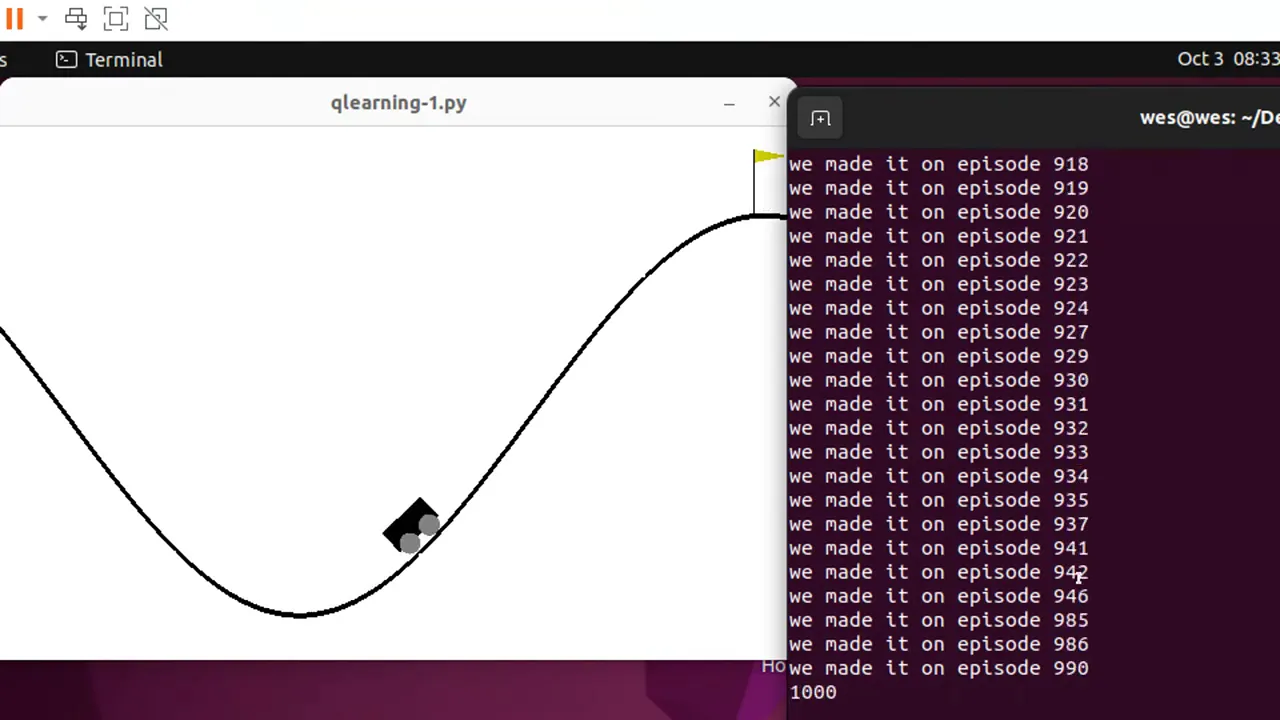 s Terminal Oct 3 08:33
qlearning-1.py
wes@wes: ~/De
we made it on episode 918
we made it on episode 919
we made it on episode 920
we made it on episode 921
we made it on episode 922
we made it on episode 923
we made it on episode 924
we made it on episode 927
we made it on episode 929
we made it on episode 930
we made it on episode 931
we made it on episode 932
we made it on episode 933
we made it on episode 934
we made it on episode 935
we made it on episode 937
we made it on episode 941
we made it on episode 942
we made it on episode 946
we made it on episode 985
we made it on episode 986
we made it on episode 990
Ho
1000